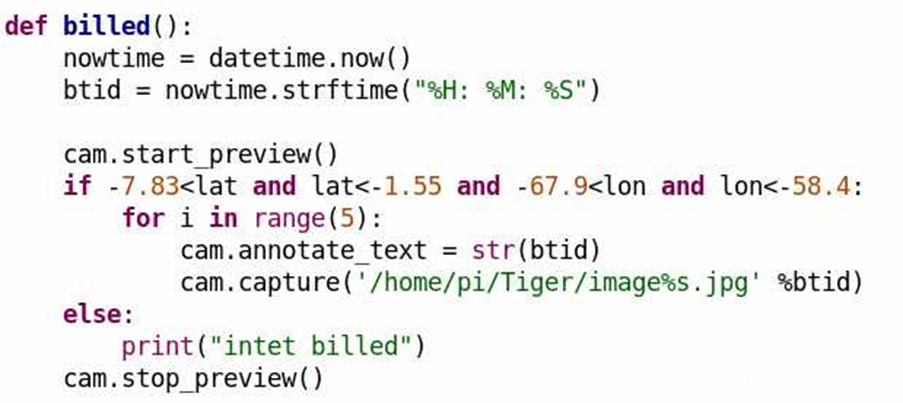 def billed():
    nowtime = datetime.now()
    btid = nowtime.strftime("%H: %M: %S")

    cam.start_preview()
    if -7.83<lat and lat<-1.55 and -67.9<lon and lon<-58.4:
        for i in range(5):
            cam.annotate_text = str(btid)
            cam.capture('/home/pi/Tiger/image%s.jpg' %btid)
    else:
        print("intet billed")
    cam.stop_preview()